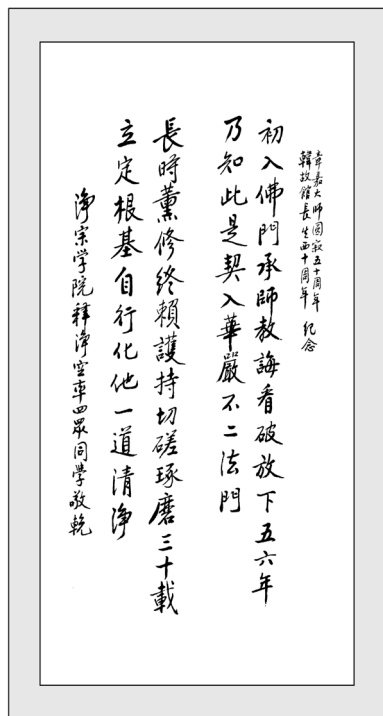 章嘉大師圓寂五十周年
韓故館長生西十周年 紀念
初入佛門承師教誨看破放下五六年
乃知此是契入華嚴不二法門
長時薰修終賴護持切磋琢磨三十載
立定根基自行化他一道清淨
淨宗学院釋淨空率四眾同學敬輓